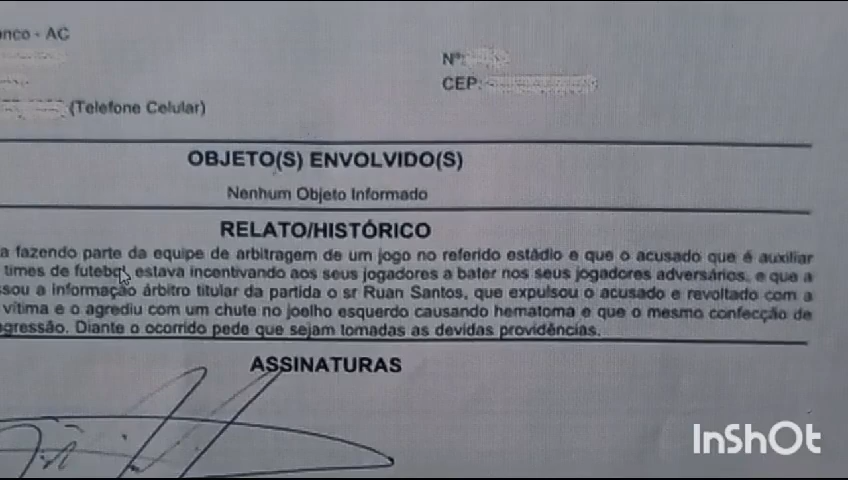 anco - AC
Nº:
CEP:
(Telefone Celular)
OBJETO(S) ENVOLVIDO(S)
Nenhum Objeto Informado
RELATO/HISTÓRICO
a fazendo parte da equipe de arbitragem de um jogo no referido estádio e que o acusado que é auxiliar
times de futebol, estava incentivando aos seus jogadores a bater nos seus jogadores adversários, e que a
ssou a informação árbitro titular da partida o sr Ruan Santos, que expulsou o acusado e revoltado com a
vítima e o agrediu com um chute no joelho esquerdo causando hematoma e que o mesmo confecção de
agressão. Diante o ocorrido pede que sejam tomadas as devidas providências.
ASSINATURAS
InShOt